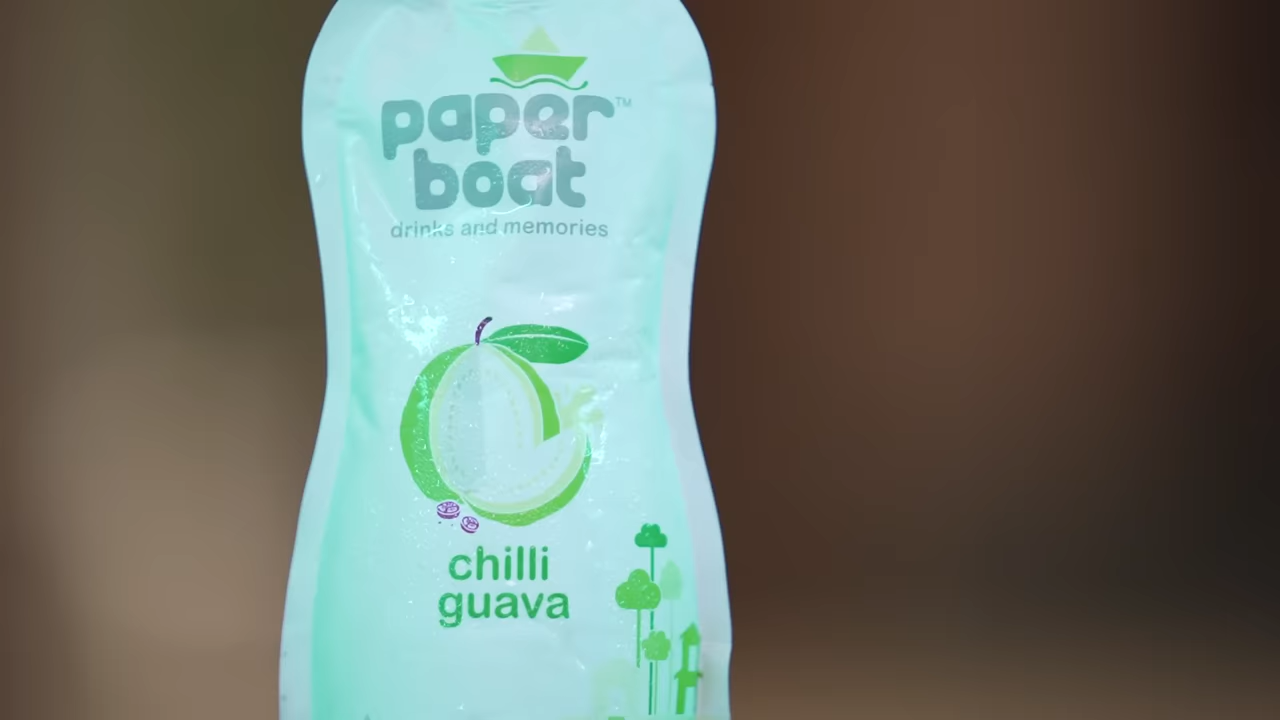 paper™
boat
drinks and memories
chilli
guava